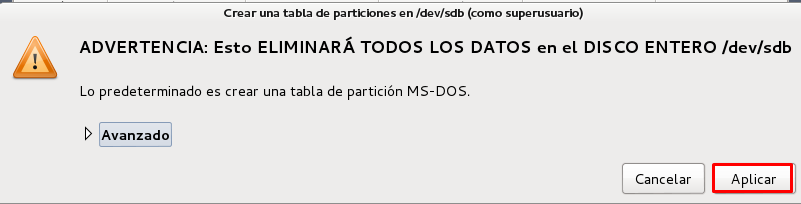 Crear una tabla de particiones en /dev/sdb (como superusuario)
ADVERTENCIA: Esto ELIMINARÁ TODOS LOS DATOS en el DISCO ENTERO /dev/sdb
Lo predeterminado es crear una tabla de partición MS-DOS.
Avanzado
Cancelar Aplicar